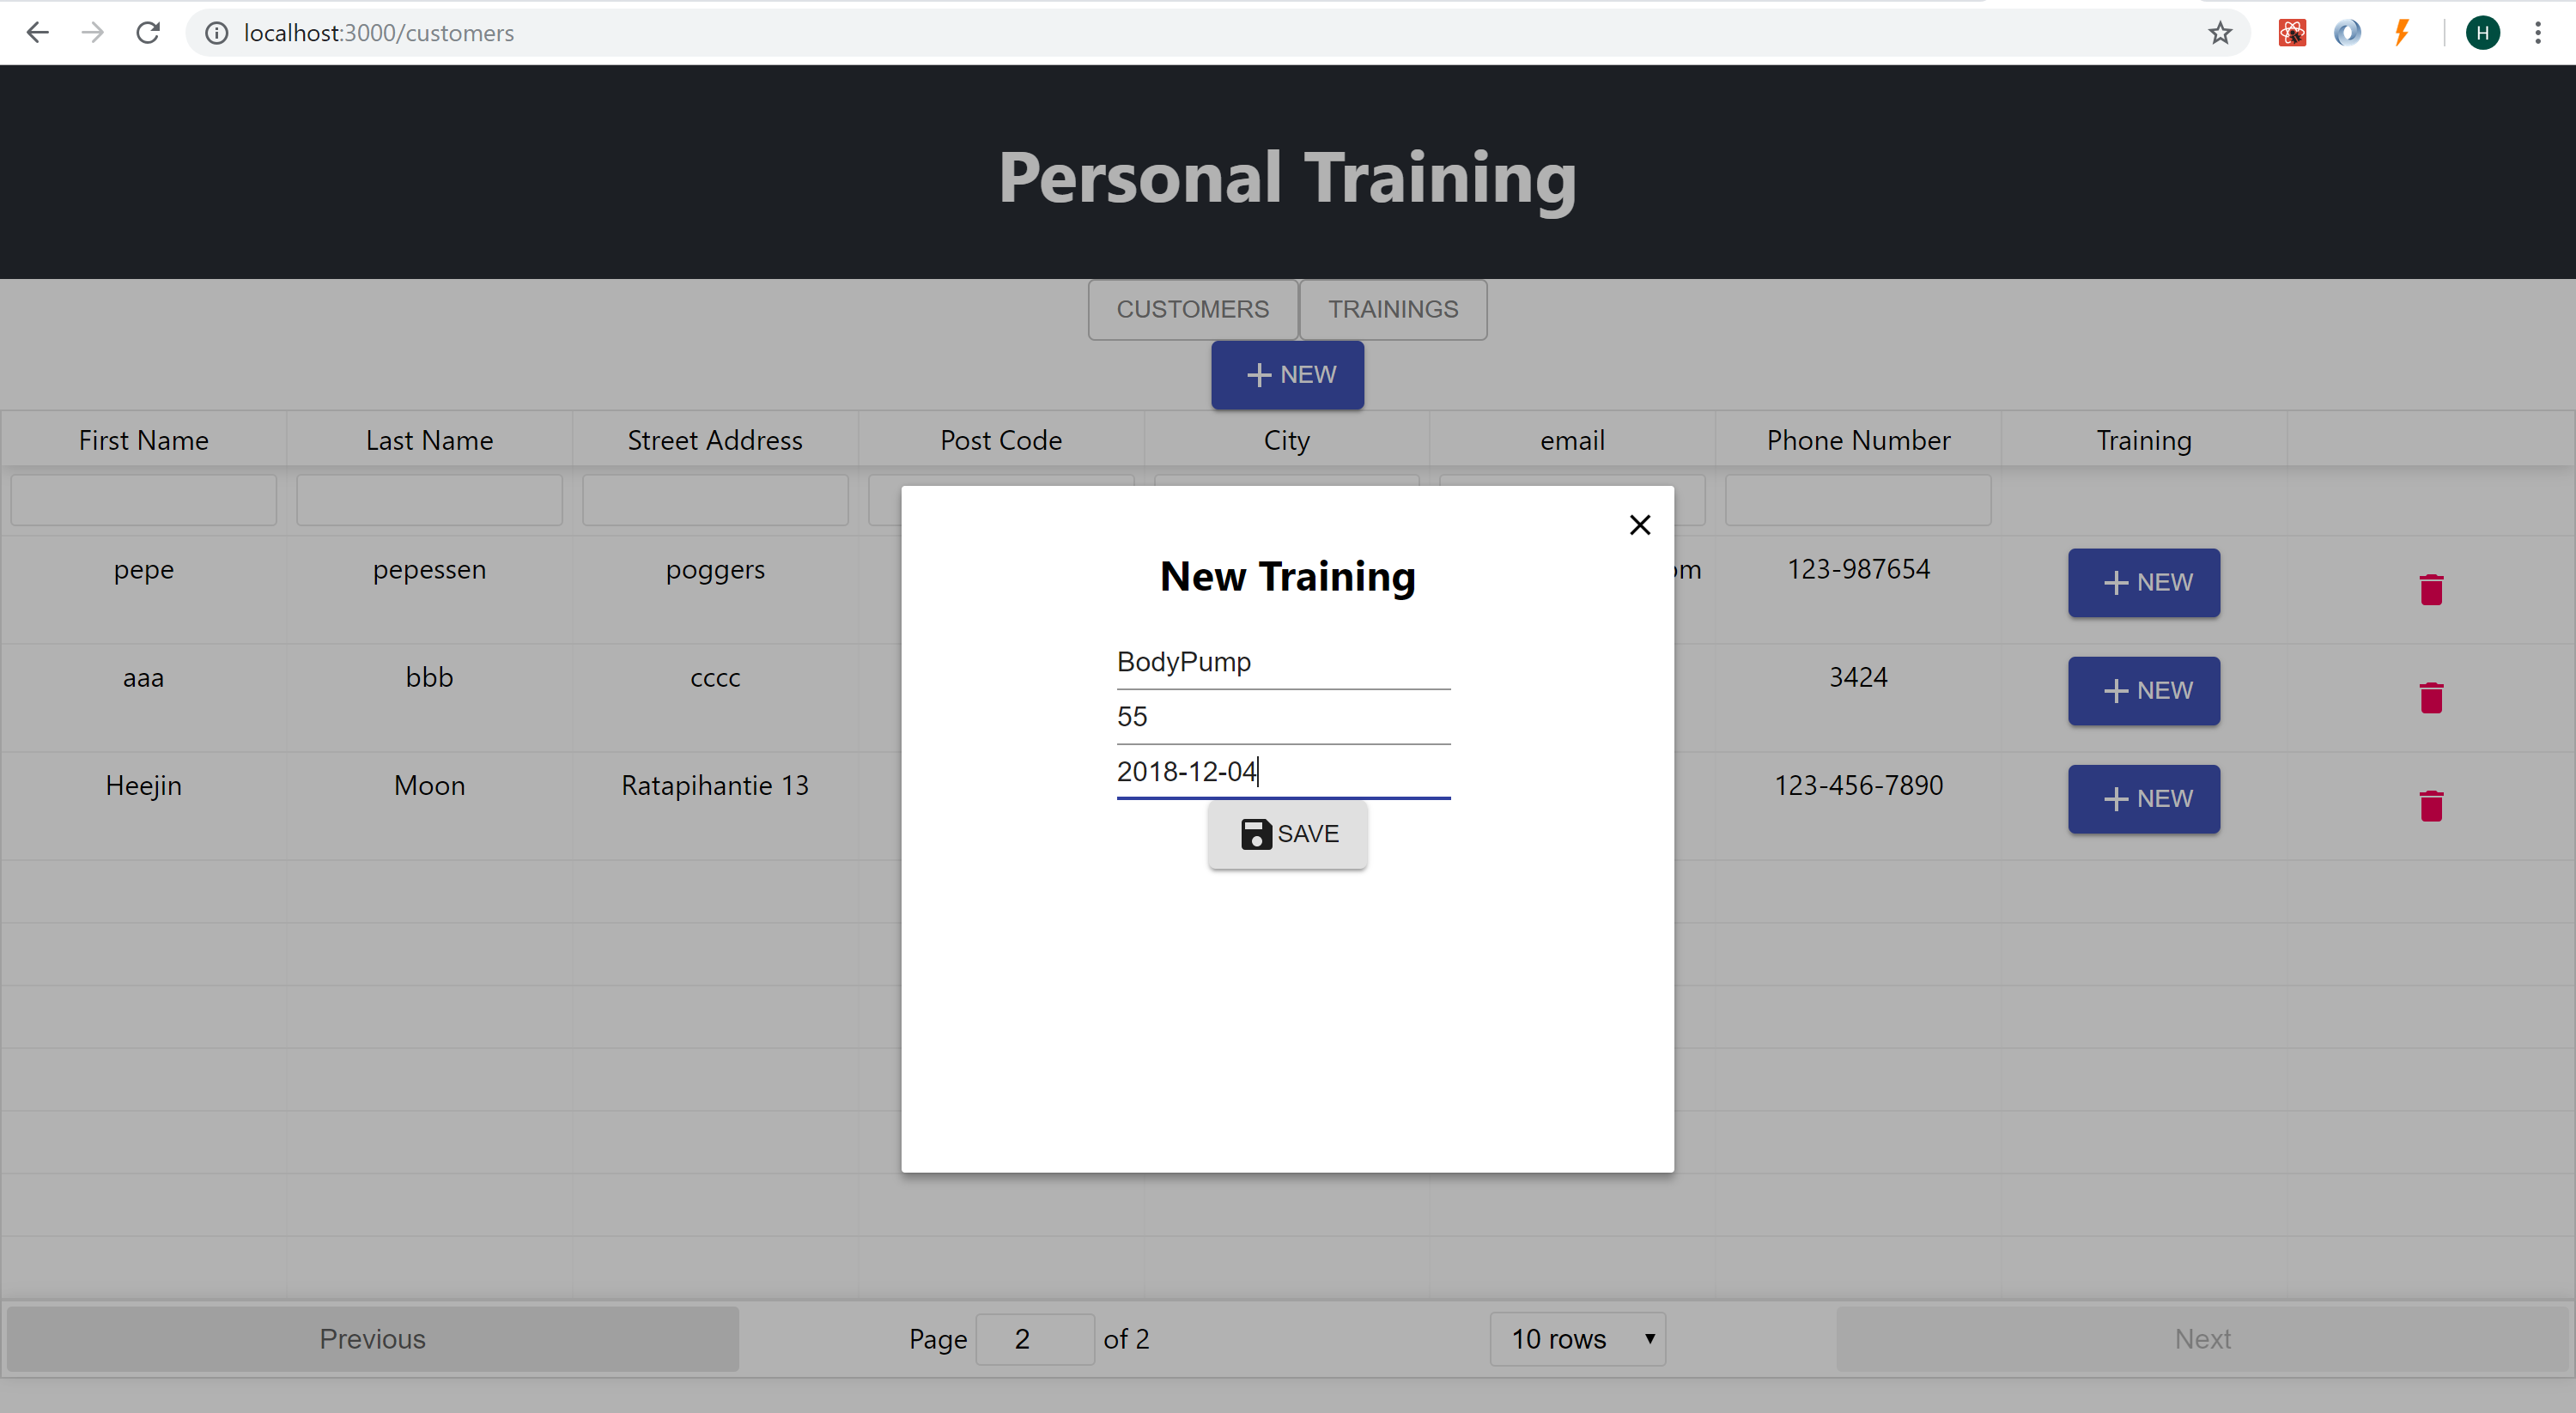 localhost:3000/customers
H
Personal Training
CUSTOMERS TRAININGS
NEW
First Name Last Name Street Address Post Code City email Phone Number Training
pepe pepessen poggers om 123-987654 NEW
aaa bbb cccc 3424 NEW
Heejin Moon Ratapihantie 13 123-456-7890 NEW
New Training
BodyPump
55
2018-12-04
SAVE
Previous Page 2 of 2 10 rows Next